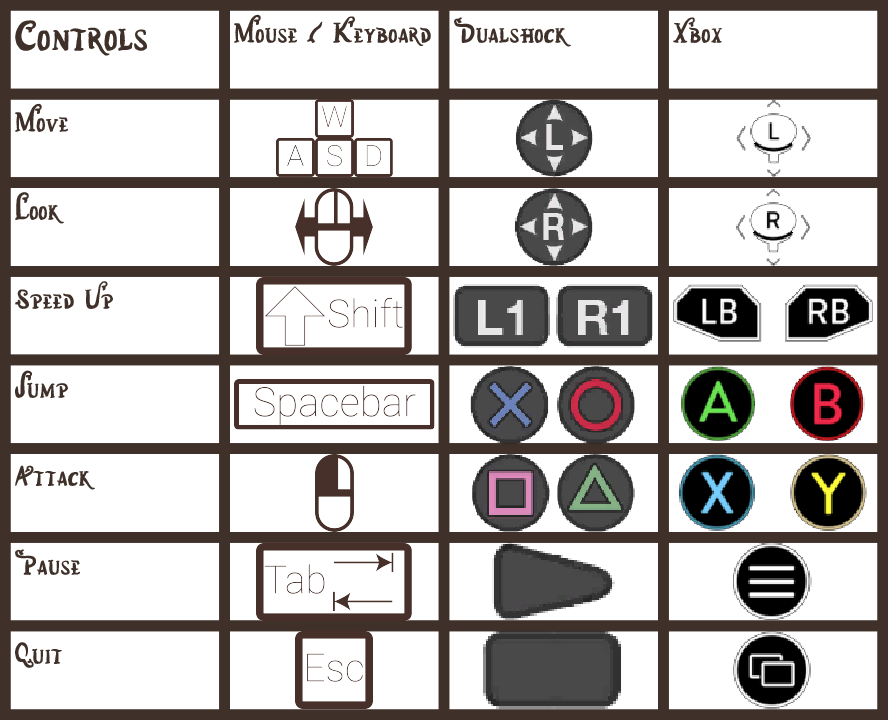 Controls
Mouse / Keyboard
Dualshock
Xbox
Move
W
A S D
L
L
Look
R
R
Speed Up
Shift
L1 R1
LB RB
Jump
Spacebar
A B
Attack
X Y
Pause
Tab
Quit
Esc